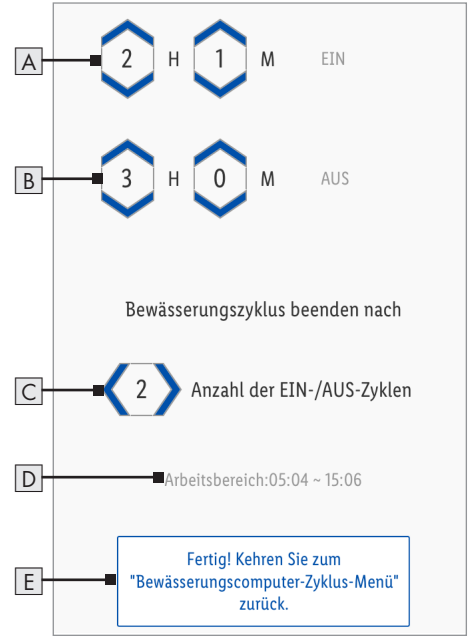 A 2 H 1 M EIN
B 3 H 0 M AUS
Bewässerungszyklus beenden nach
C 2 Anzahl der EIN-/AUS-Zyklen
D Arbeitsbereich:05:04 ~ 15:06
Fertig! Kehren Sie zum
E "Bewässerungscomputer-Zyklus-Menü"
zurück.